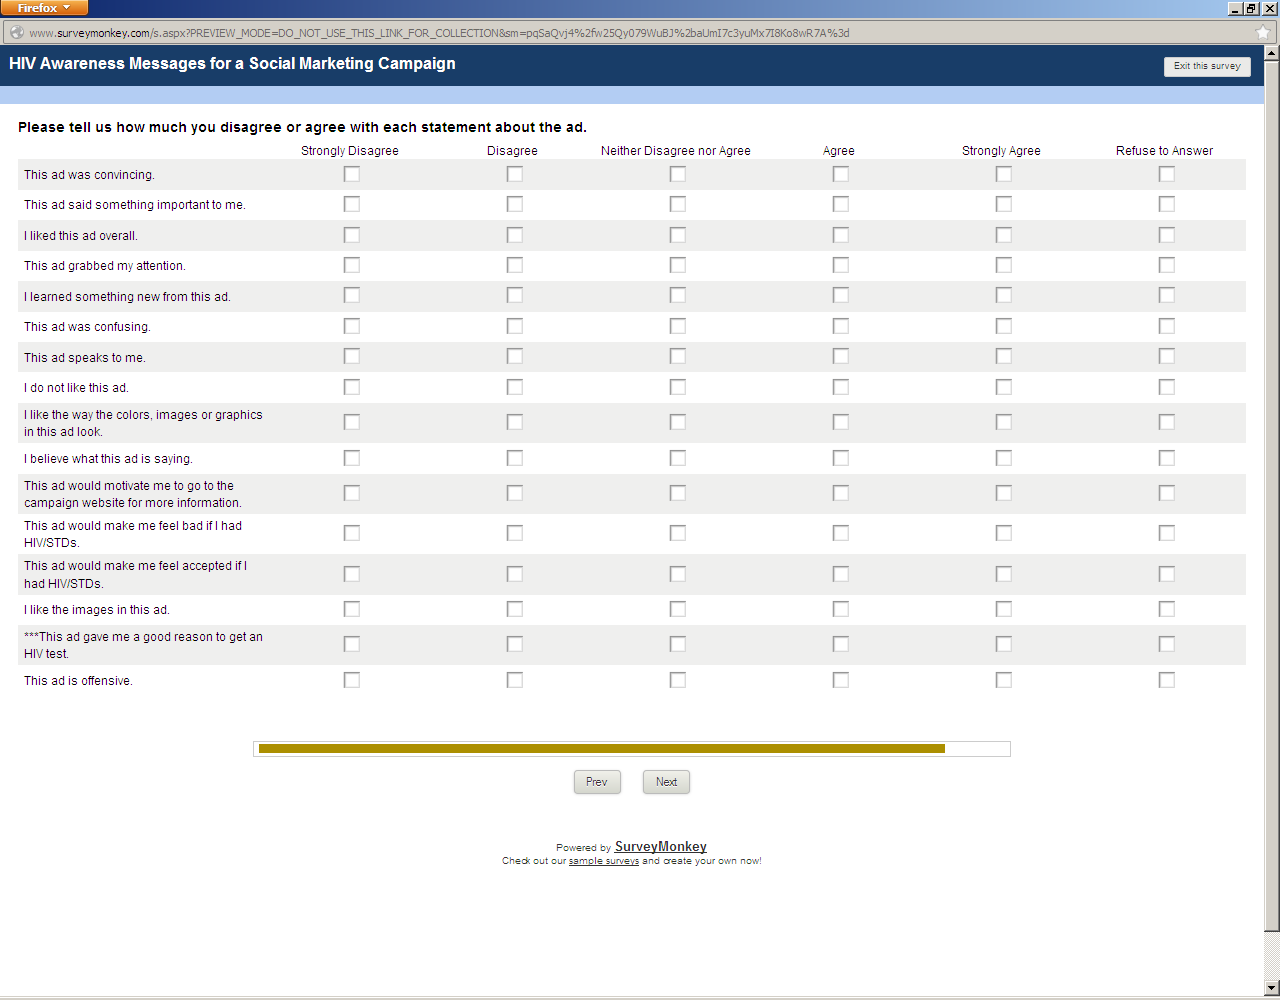 Firefox
www.surveymonkey.com/s.aspx?PREVIEW_MODE=DO_NOT_USE_THIS_LINK_FOR_COLLECTION&sm=pqSaQvj4%2fw25Qy079WuBJ%2baUmI7c3yuMx7I8Ko8wR7A%3d
HIV Awareness Messages for a Social Marketing Campaign
Exit this survey
Please tell us how much you disagree or agree with each statement about the ad.
Strongly Disagree Disagree Neither Disagree nor Agree Agree Strongly Agree Refuse to Answer
This ad was convincing.
This ad said something important to me.
I liked this ad overall.
This ad grabbed my attention.
I learned something new from this ad.
This ad was confusing.
This ad speaks to me.
I do not like this ad.
I like the way the colors, images or graphics
in this ad look.
I believe what this ad is saying.
This ad would motivate me to go to the
campaign website for more information.
This ad would make me feel bad if I had
HIV/STDs.
This ad would make me feel accepted if I
had HIV/STDs.
I like the images in this ad.
***This ad gave me a good reason to get an
HIV test.
This ad is offensive.
Prev Next
Powered by SurveyMonkey
Check out our sample surveys and create your own now!